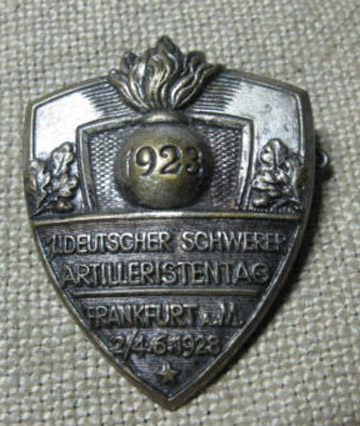 1923
1. DEUTSCHER SCHWERER
ARTILLERISTENTAG
FRANKFURT a. M.
2/4.6.1923